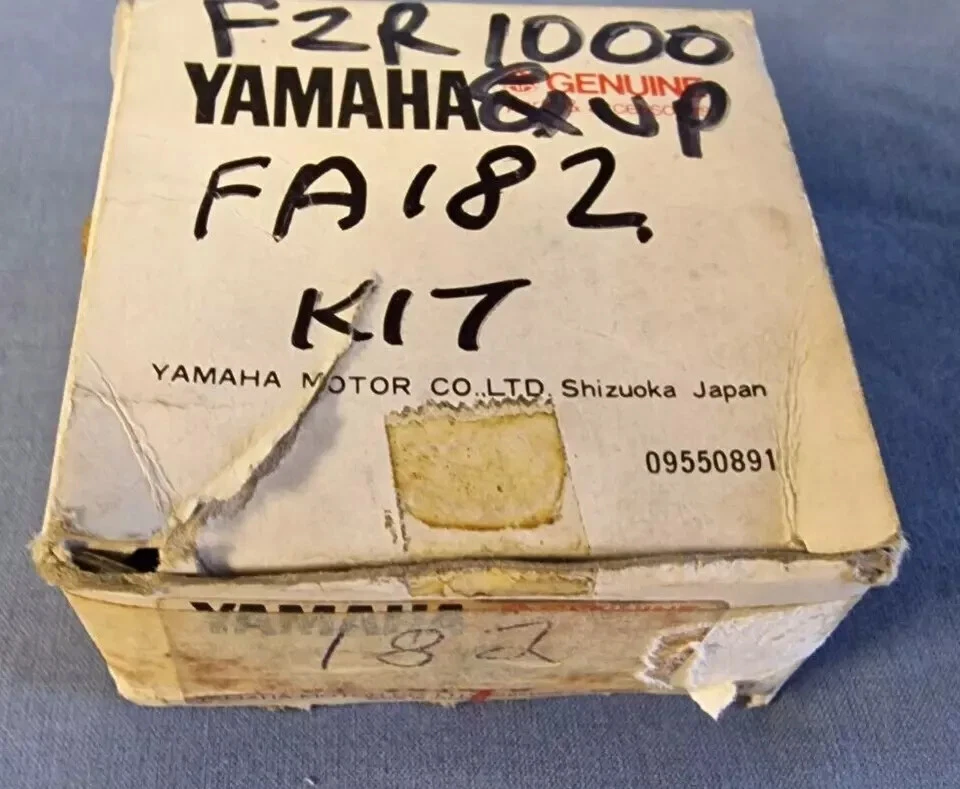 FZR 1000
YAMAHA & UP GENUINE
FA182.
KIT
YAMAHA MOTOR CO.,LTD. Shizuoka Japan
09550891
YAMAHA
182